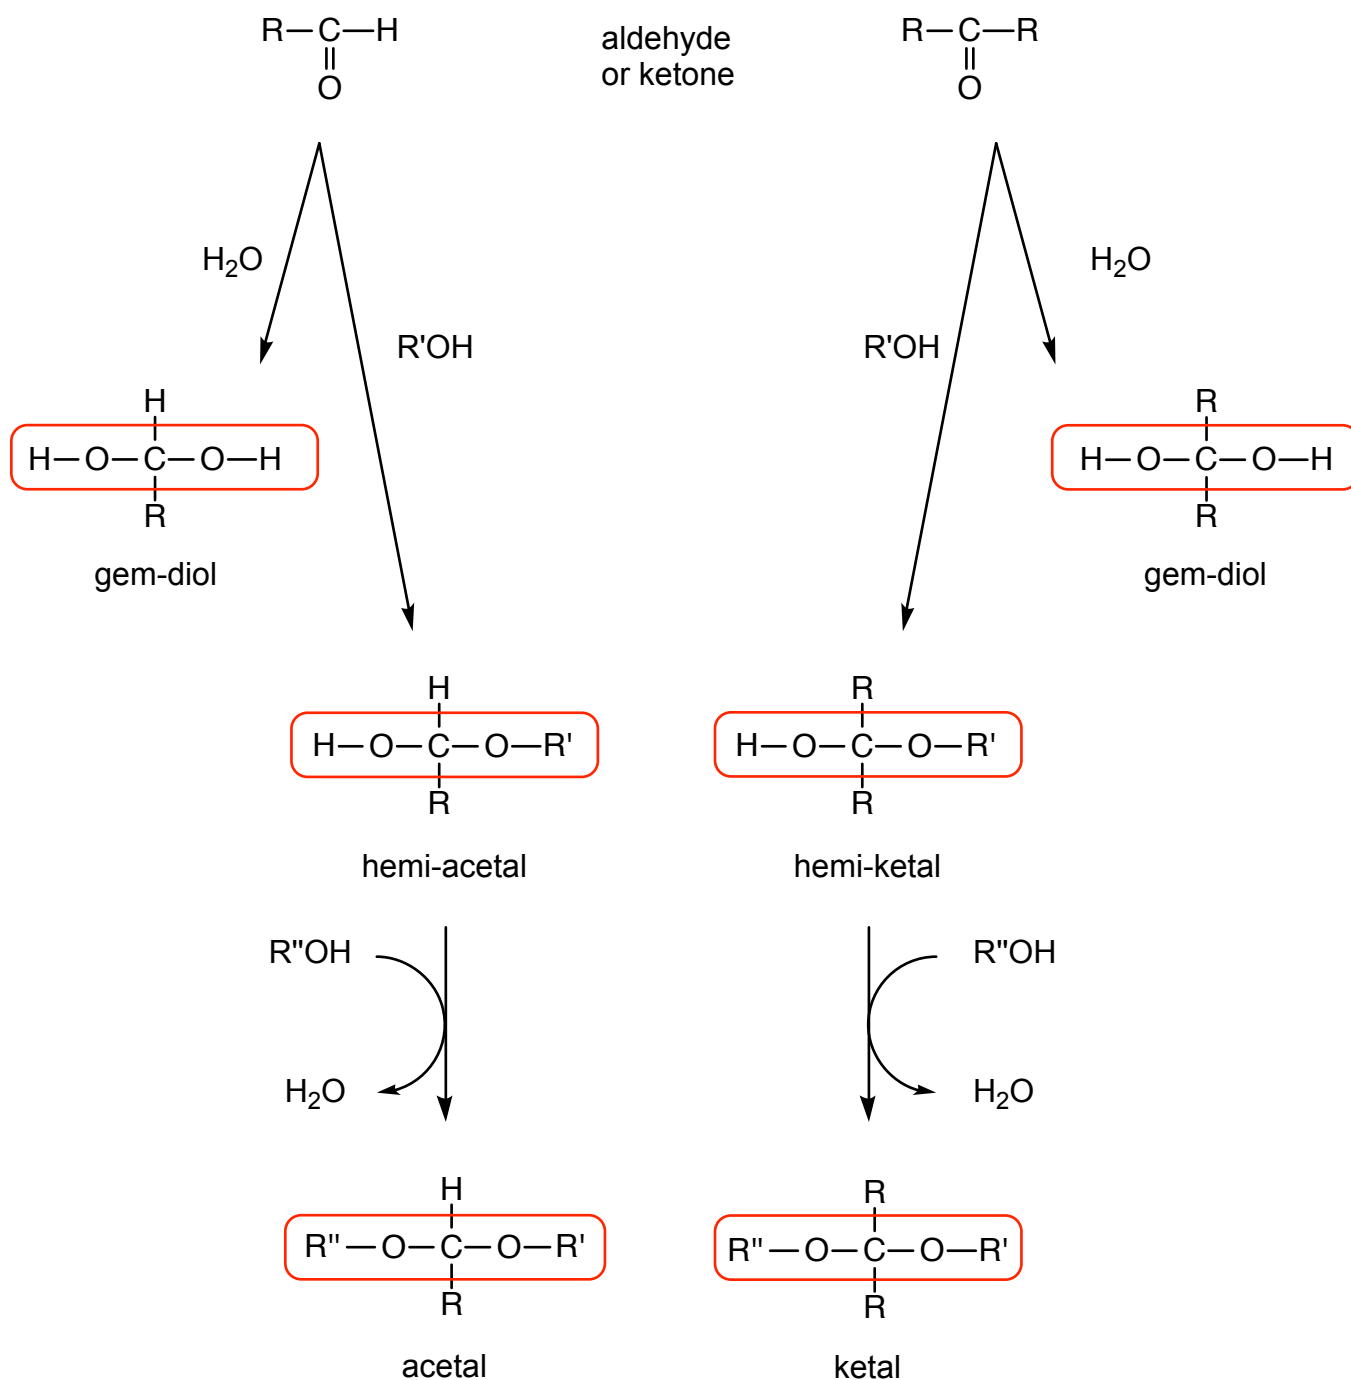 R–C–H
O
aldehyde
or ketone
R–C–R
O
H₂O
H₂O
R'OH
R'OH
H
H–O–C–O–H
R
gem-diol
R
H–O–C–O–H
R
gem-diol
H
H–O–C–O–R'
R
hemi-acetal
R
H–O–C–O–R'
R
hemi-ketal
R"OH
R"OH
H₂O
H₂O
H
R"–O–C–O–R'
R
acetal
R
R"–O–C–O–R'
R
ketal